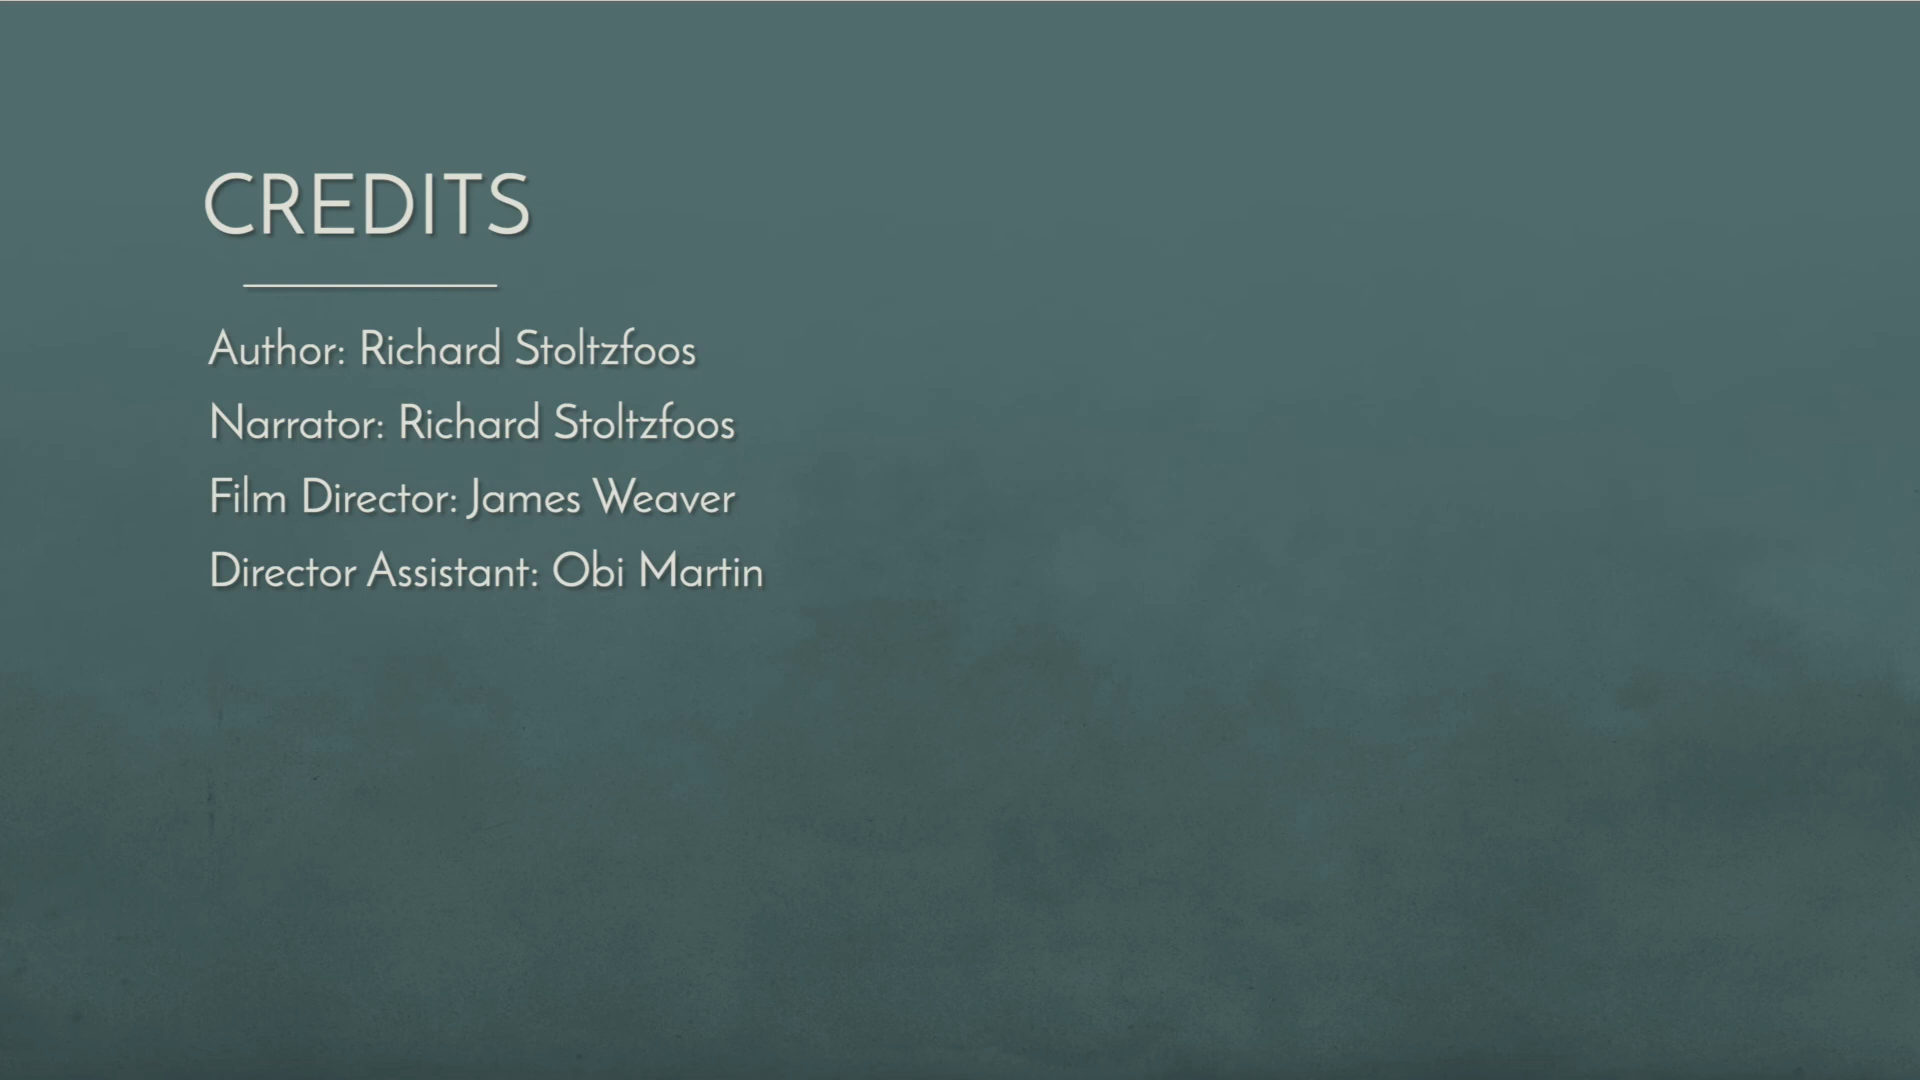 CREDITS
Author: Richard Stoltzfoos
Narrator: Richard Stoltzfoos
Film Director: James Weaver
Director Assistant: Obi Martin